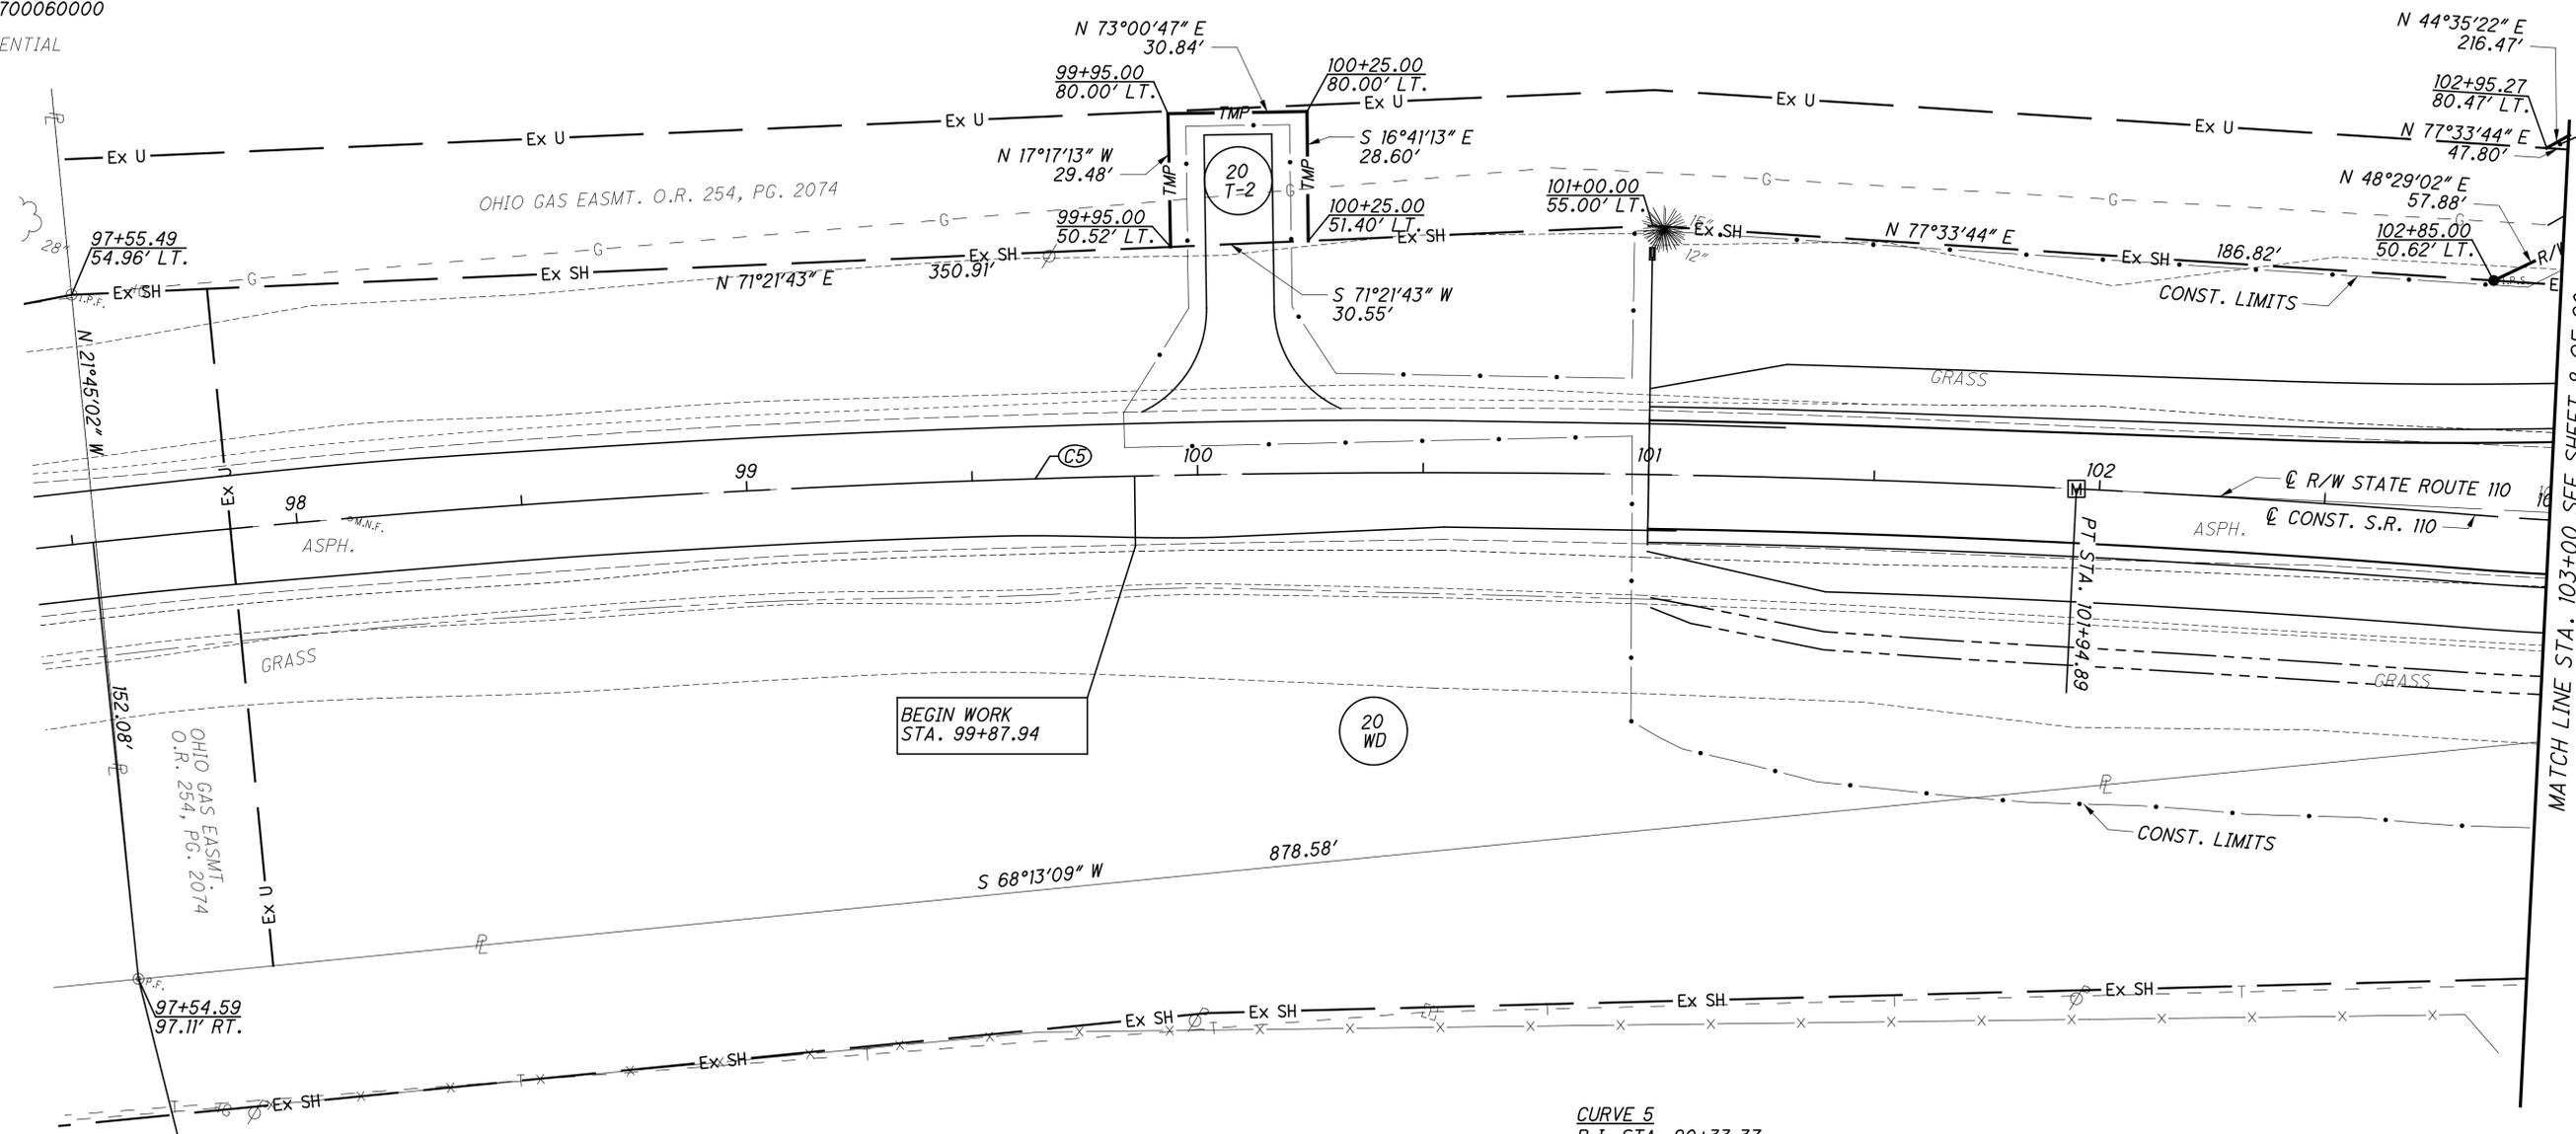 700060000
ENTIAL
N 73°00'47" E
30.84'
N 44°35'22" E
216.47'
99+95.00
80.00' LT.
100+25.00
80.00' LT.
102+95.27
80.47' LT.
Ex U
Ex U
Ex U
Ex U
Ex U
Ex U
TMP
TMP
TMP
N 17°17'13" W
29.48'
S 16°41'13" E
28.60'
N 77°33'44" E
47.80'
20
T-2
OHIO GAS EASMT. O.R. 254, PG. 2074
G
G
G
G
G
G
G
101+00.00
55.00' LT.
N 48°29'02" E
57.88'
28"
97+55.49
54.96' LT.
99+95.00
50.52' LT.
100+25.00
51.40' LT.
15"
12"
102+85.00
50.62' LT.
R/
Ex SH
Ex SH
Ex SH
Ex SH
Ex SH
Ex SH
E
I.P.F.
N 71°21'43" E
350.91'
N 77°33'44" E
186.82'
I.P.S.
S 71°21'43" W
30.55'
CONST. LIMITS
N 21°45'02" W
152.08'
GRASS
C5
98
99
100
101
102
M.N.F.
ASPH.
Ex U
M
℄ R/W STATE ROUTE 110
℄ CONST. S.R. 110
ASPH.
PT STA. 101+94.89
MATCH LINE STA. 103+00 SEE SHEET
GRASS
GRASS
BEGIN WORK
STA. 99+87.94
20
WD
OHIO GAS EASMT.
O.R. 254, PG. 2074
Ex U
CONST. LIMITS
S 68°13'09" W
878.58'
P.F.
97+54.59
97.11' RT.
Ex SH
Ex SH
Ex SH
Ex SH
Ex SH
Ex SH
T
T
T
T
T
T
T
CURVE 5